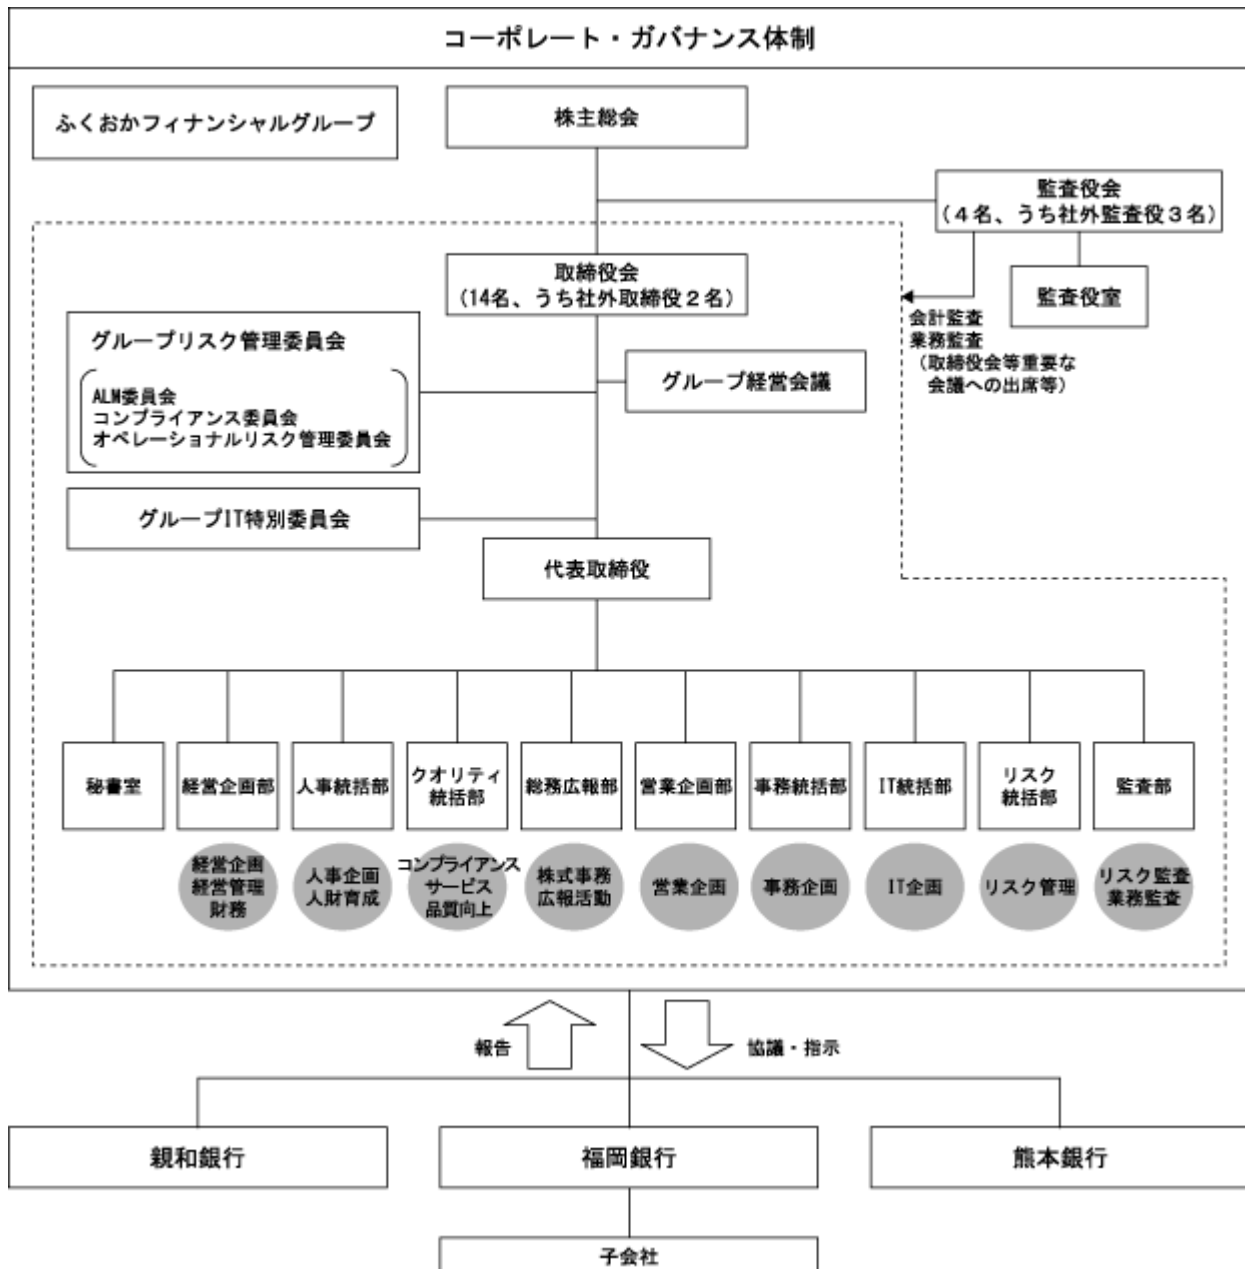 コーポレート・ガバナンス体制
ふくおかフィナンシャルグループ
株主総会
監査役会
(4名、うち社外監査役3名)
取締役会
(14名、うち社外取締役2名)
監査役室
会計監査
業務監査
(取締役会等重要な
会議への出席等)
グループリスク管理委員会
ALM委員会
コンプライアンス委員会
オペレーショナルリスク管理委員会
グループ経営会議
グループIT特別委員会
代表取締役
秘書室
経営企画部
人事統括部
クオリティ
統括部
総務広報部
営業企画部
事務統括部
IT統括部
リスク
統括部
監査部
経営企画
経営管理
財務
人事企画
人財育成
コンプライアンス
サービス
品質向上
株式事務
広報活動
営業企画
事務企画
IT企画
リスク管理
リスク監査
業務監査
報告
協議・指示
親和銀行
福岡銀行
熊本銀行
子会社